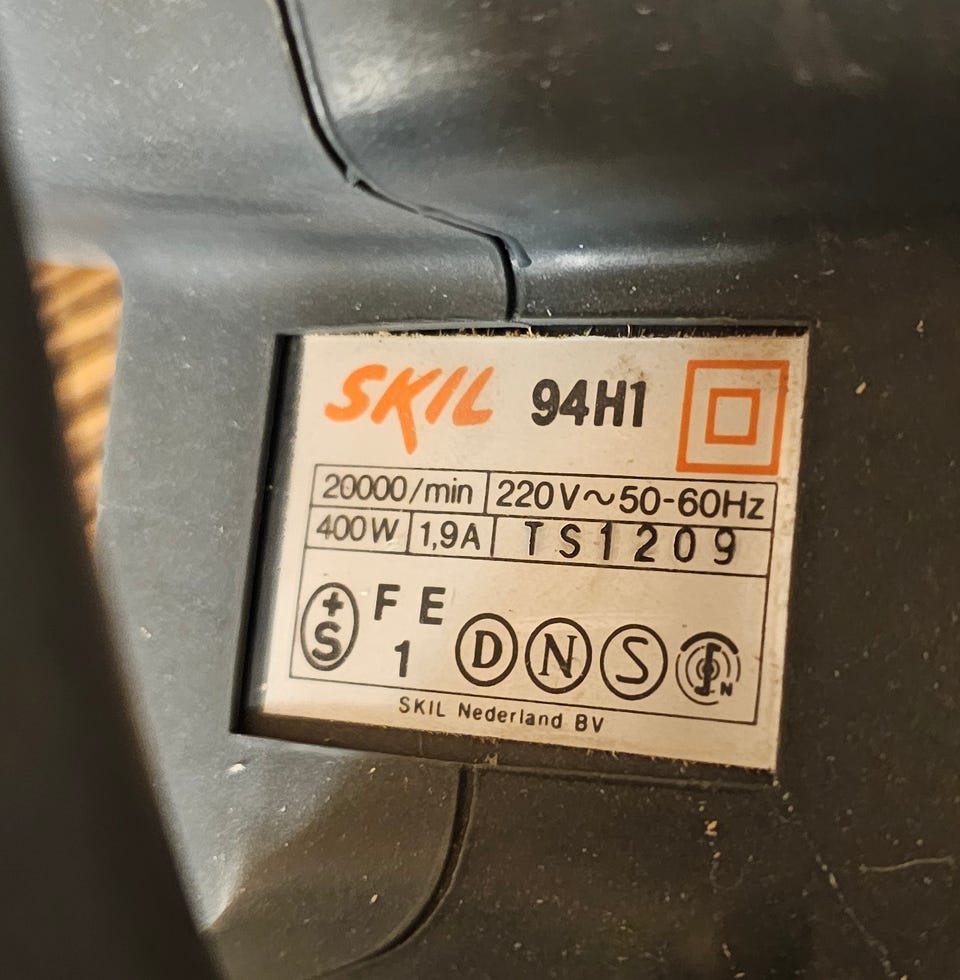 SKIL 94H1
20000/min 220V~50-60Hz
400W 1,9A TS1209
+S F E D N S N
1
SKIL Nederland BV